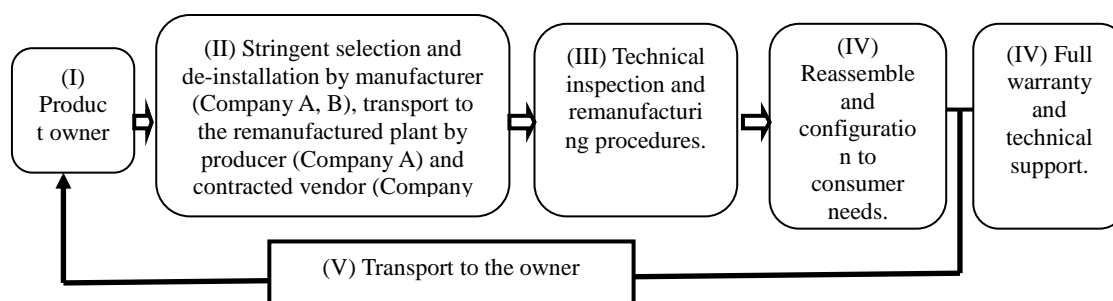 (I)
Produc
t owner
(II) Stringent selection and
de-installation by manufacturer
(Company A, B), transport to
the remanufactured plant by
producer (Company A) and
contracted vendor (Company
(III) Technical
inspection and
remanufacturi
ng procedures.
(IV)
Reassemble
and
configuratio
n to
consumer
needs.
(IV) Full
warranty
and
technical
support.
(V) Transport to the owner